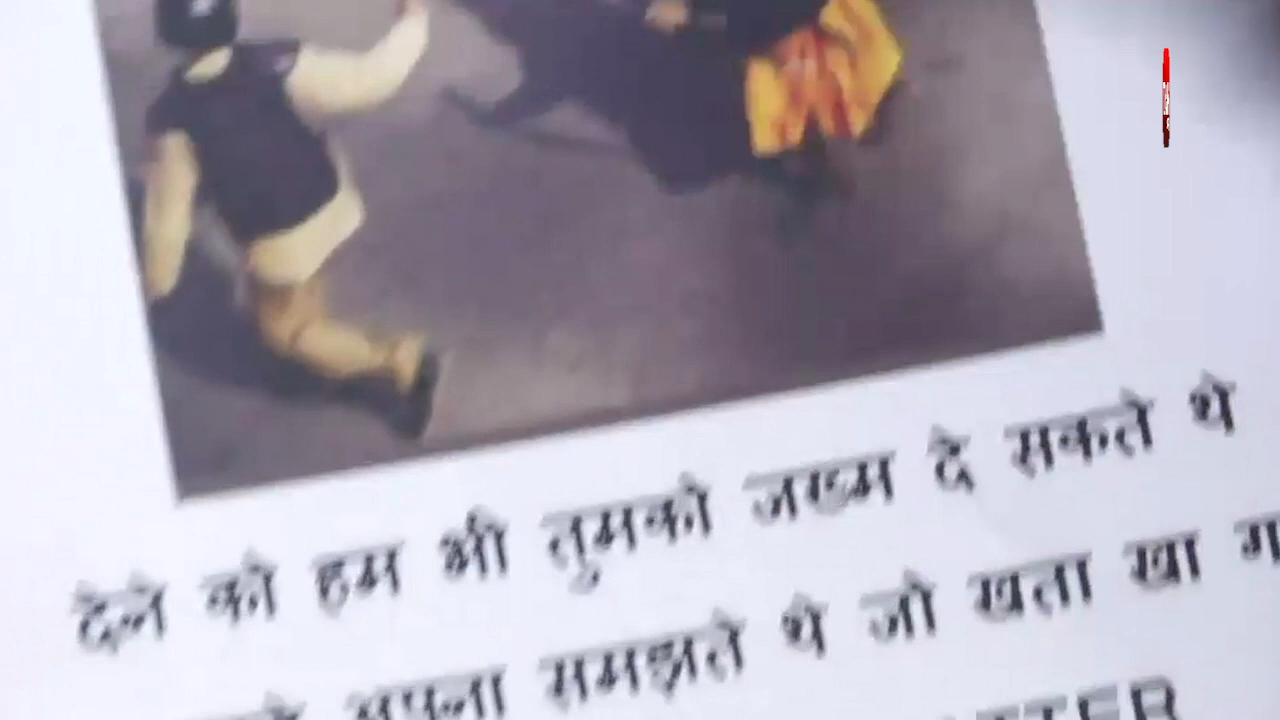 देने को हम भी तुमको जख्म दे सकते थे
अपना समझते थे जो खता खा